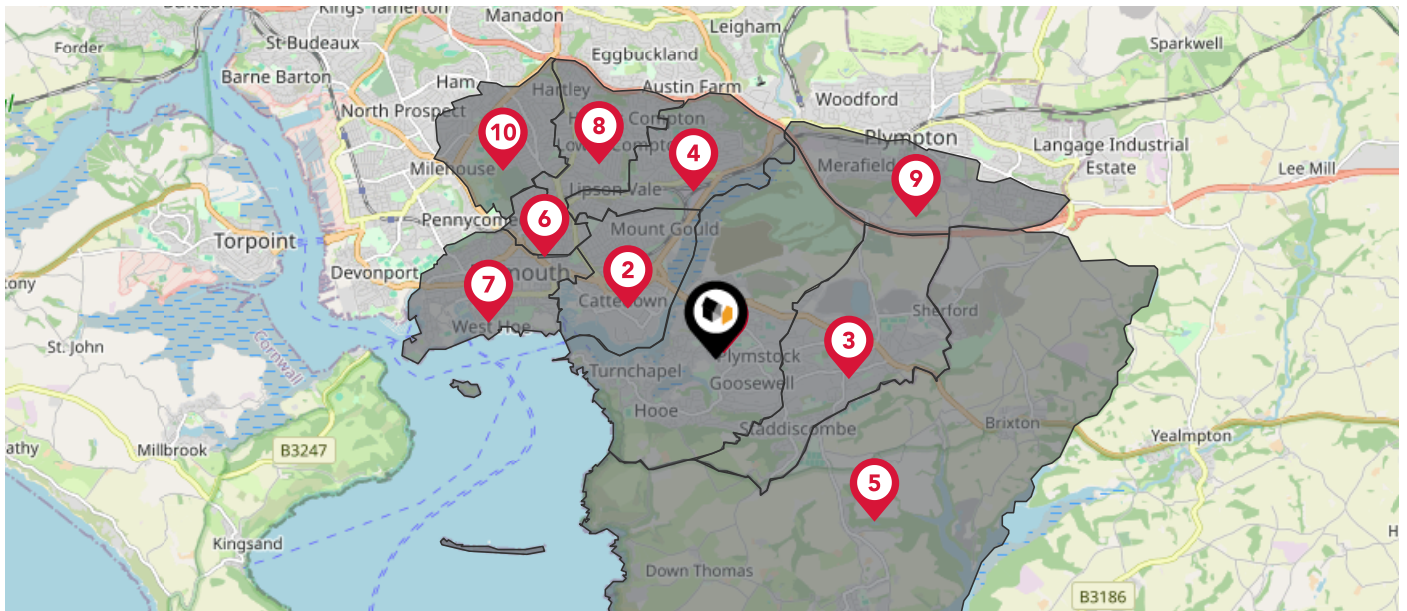 Kings Tamerton
Manadon
Leigham
Forder
St-Budeaux
Eggbuckland
Sparkwell
Barne Barton
Ham
Hartley
Austin Farm
Woodford
North Prospect
Compton
Plympton
Langage Industrial
Estate
10
8
4
Milehouse
Merafield
Lee Mill
9
Lipson Vale
Pennycome
6
Mount Gould
Torpoint
Devonport
mouth
2
7
Cattedown
Sherford
West Hoe
St. John
Cornwall
3
Plymstock
Turnchapel
Goosewell
Hooe
Staddiscombe
Brixton
Yealmpton
athy
Millbrook
B3247
5
Kingsand
Down Thomas
B3186
H